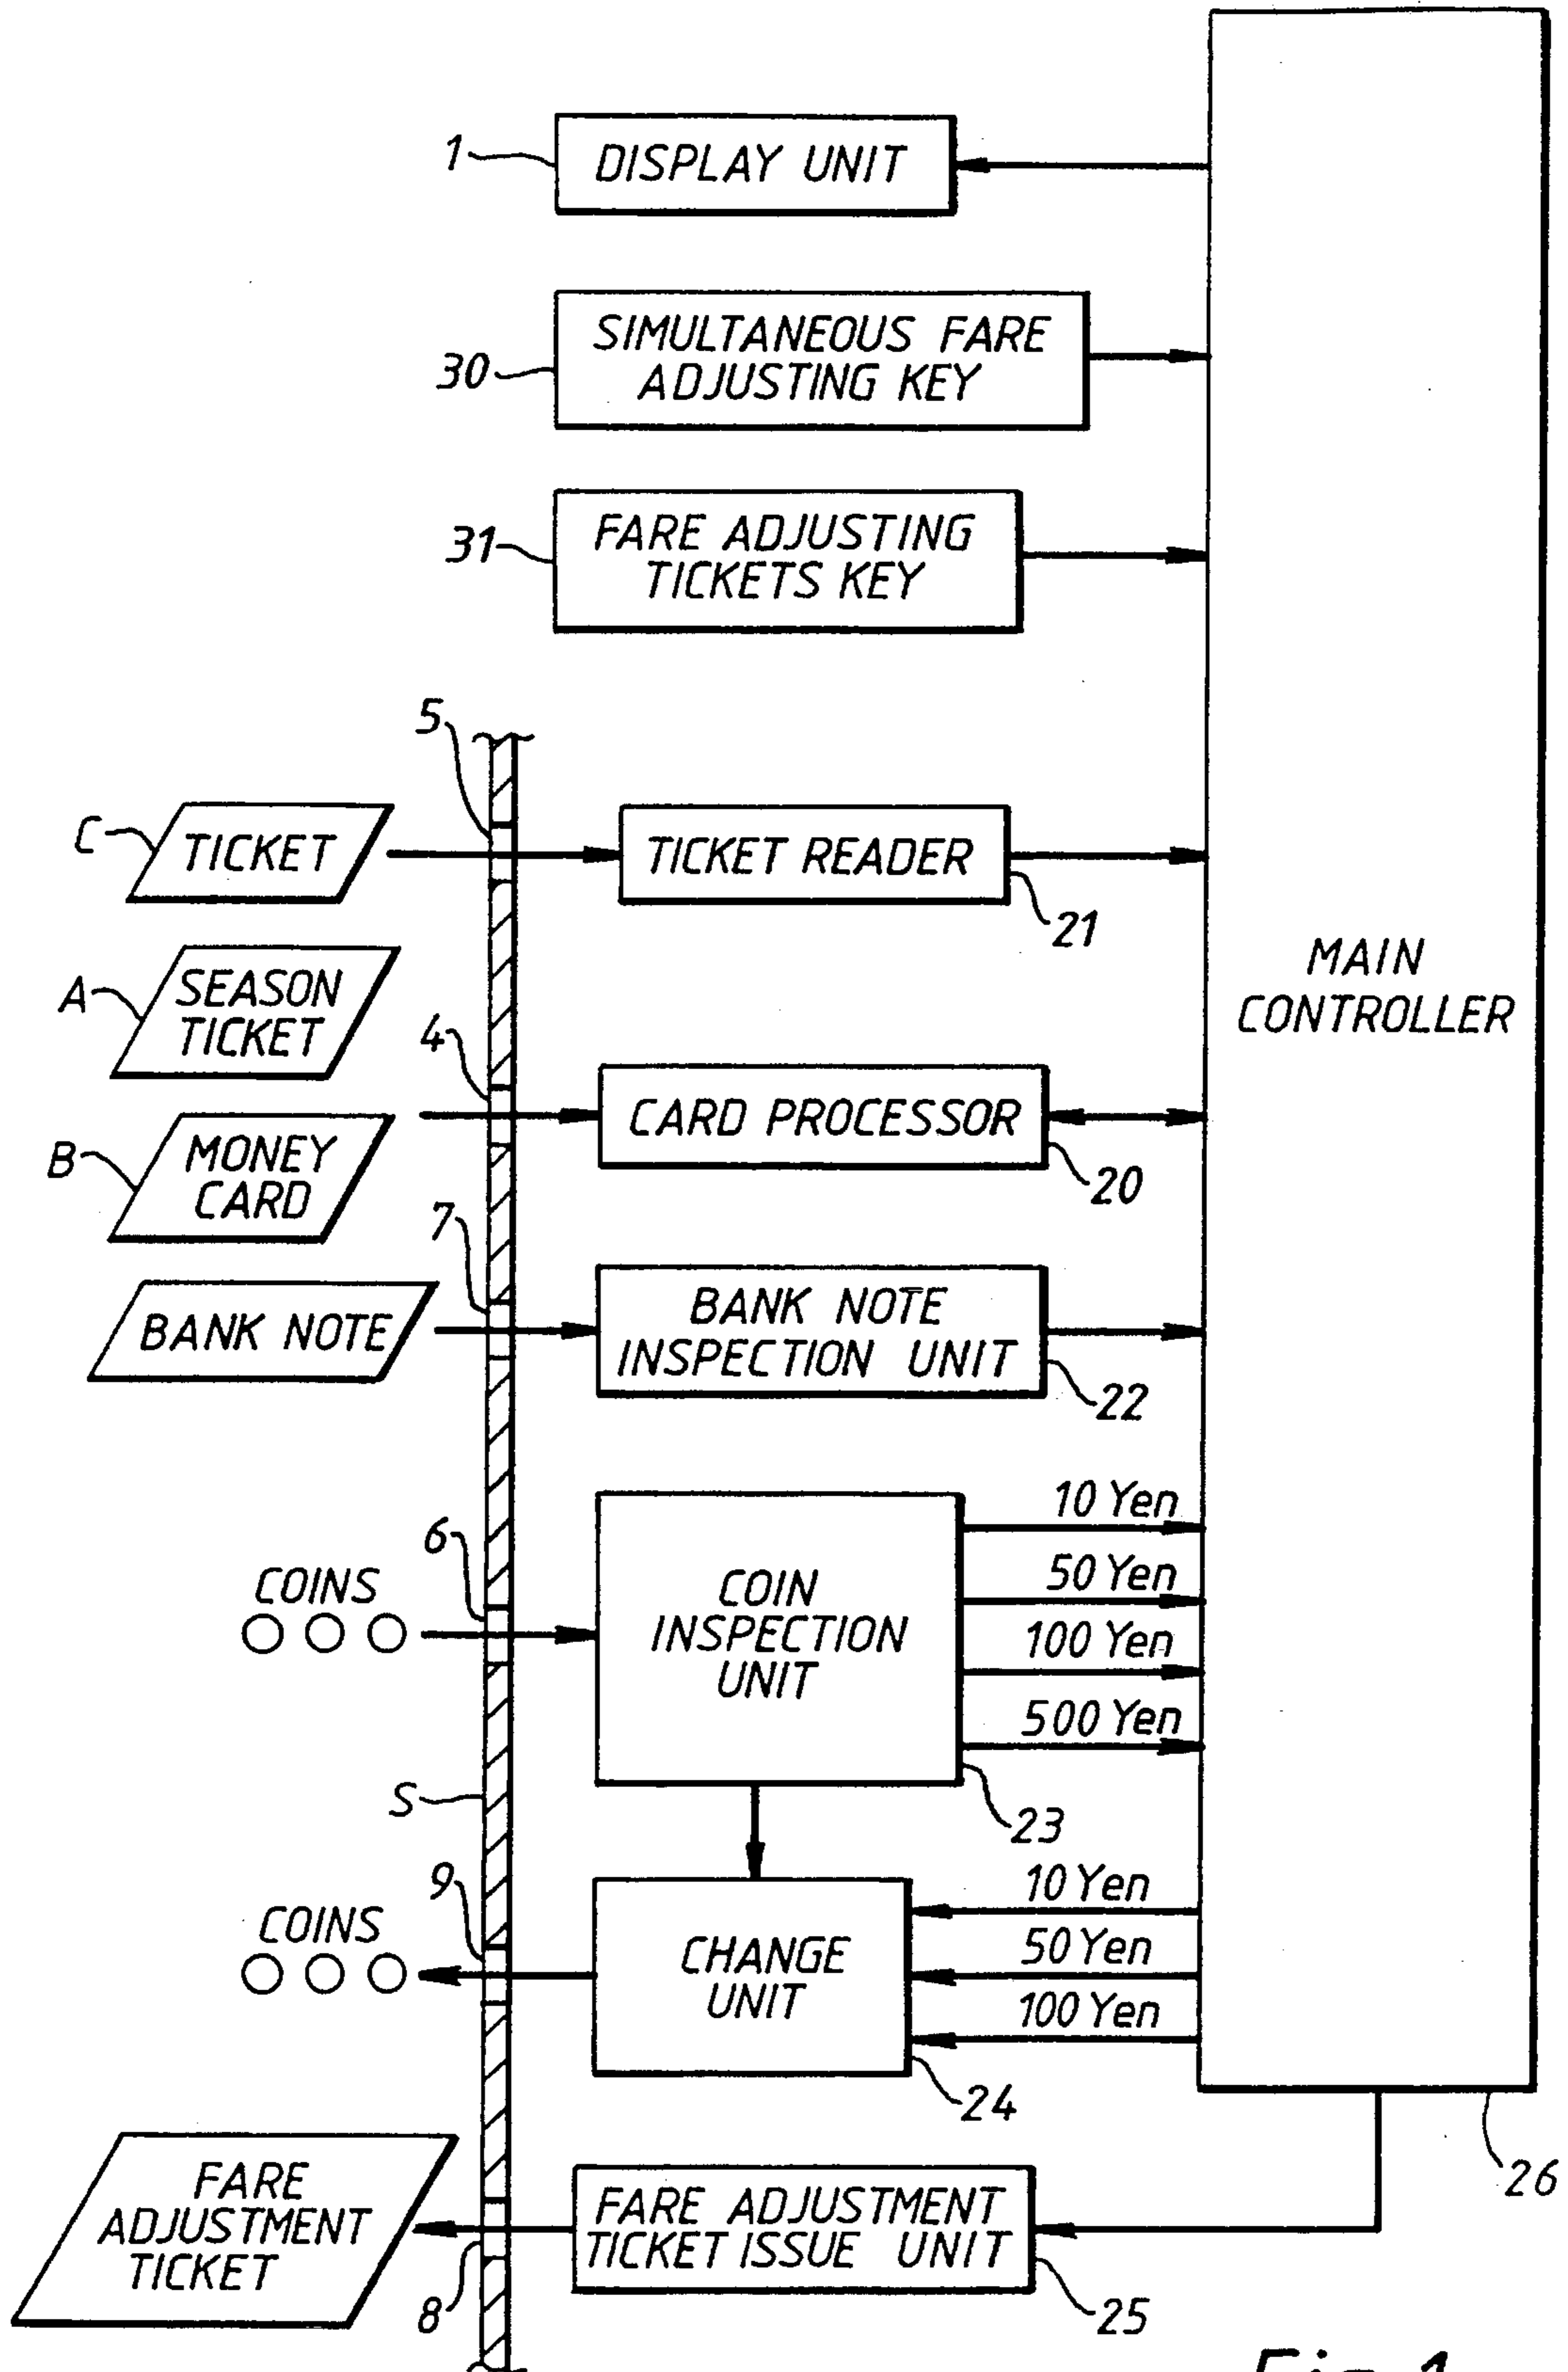 1
DISPLAY UNIT
30
SIMULTANEOUS FARE
ADJUSTING KEY
31
FARE ADJUSTING
TICKETS KEY
5
C
TICKET
TICKET READER
21
MAIN
CONTROLLER
A
SEASON
TICKET
4
CARD PROCESSOR
20
B
MONEY
CARD
7
BANK NOTE
BANK NOTE
INSPECTION UNIT
22
6
COINS
COIN
INSPECTION
UNIT
10 Yen
50 Yen
100 Yen
500 Yen
23
S
9
COINS
CHANGE
UNIT
10 Yen
50 Yen
100 Yen
24
26
FARE
ADJUSTMENT
TICKET
8
FARE ADJUSTMENT
TICKET ISSUE UNIT
25
Fig.1